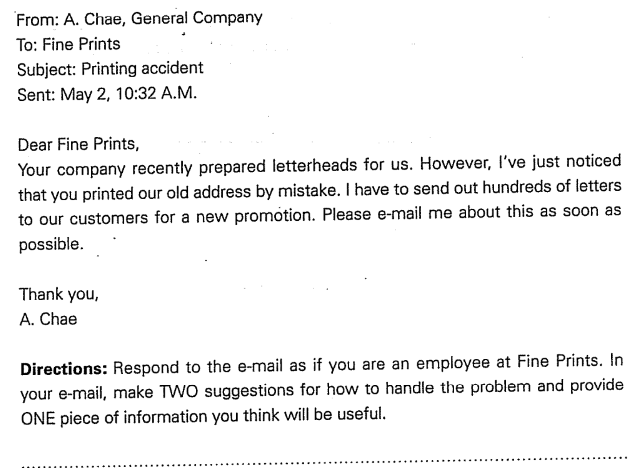 From: A. Chae, General Company
To: Fine Prints
Subject: Printing accident
Sent: May 2, 10:32 A.M.
Dear Fine Prints,
Your company recently prepared letterheads for us. However, I've just noticed
that you printed our old address by mistake. I have to send out hundreds of letters
to our customers for a new promotion. Please e-mail me about this as soon as
possible.
Thank you,
A. Chae
Directions: Respond to the e-mail as if you are an employee at Fine Prints. In
your e-mail, make TWO suggestions for how to handle the problem and provide
ONE piece of information you think will be useful.